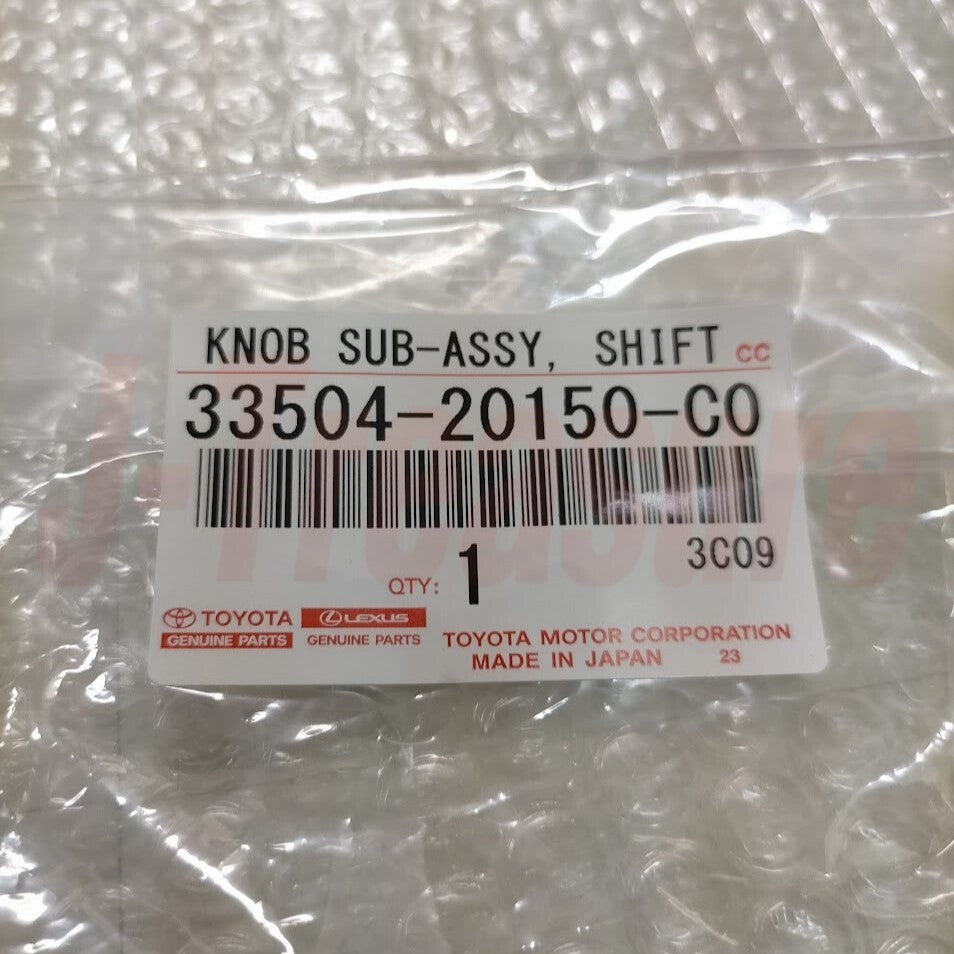 KNOB SUB-ASSY, SHIFT CC
33504-20150-C0
3C09
QTY: 1
TOYOTA
GENUINE PARTS
LEXUS
GENUINE PARTS
TOYOTA MOTOR CORPORATION
MADE IN JAPAN 23
J-Treasure